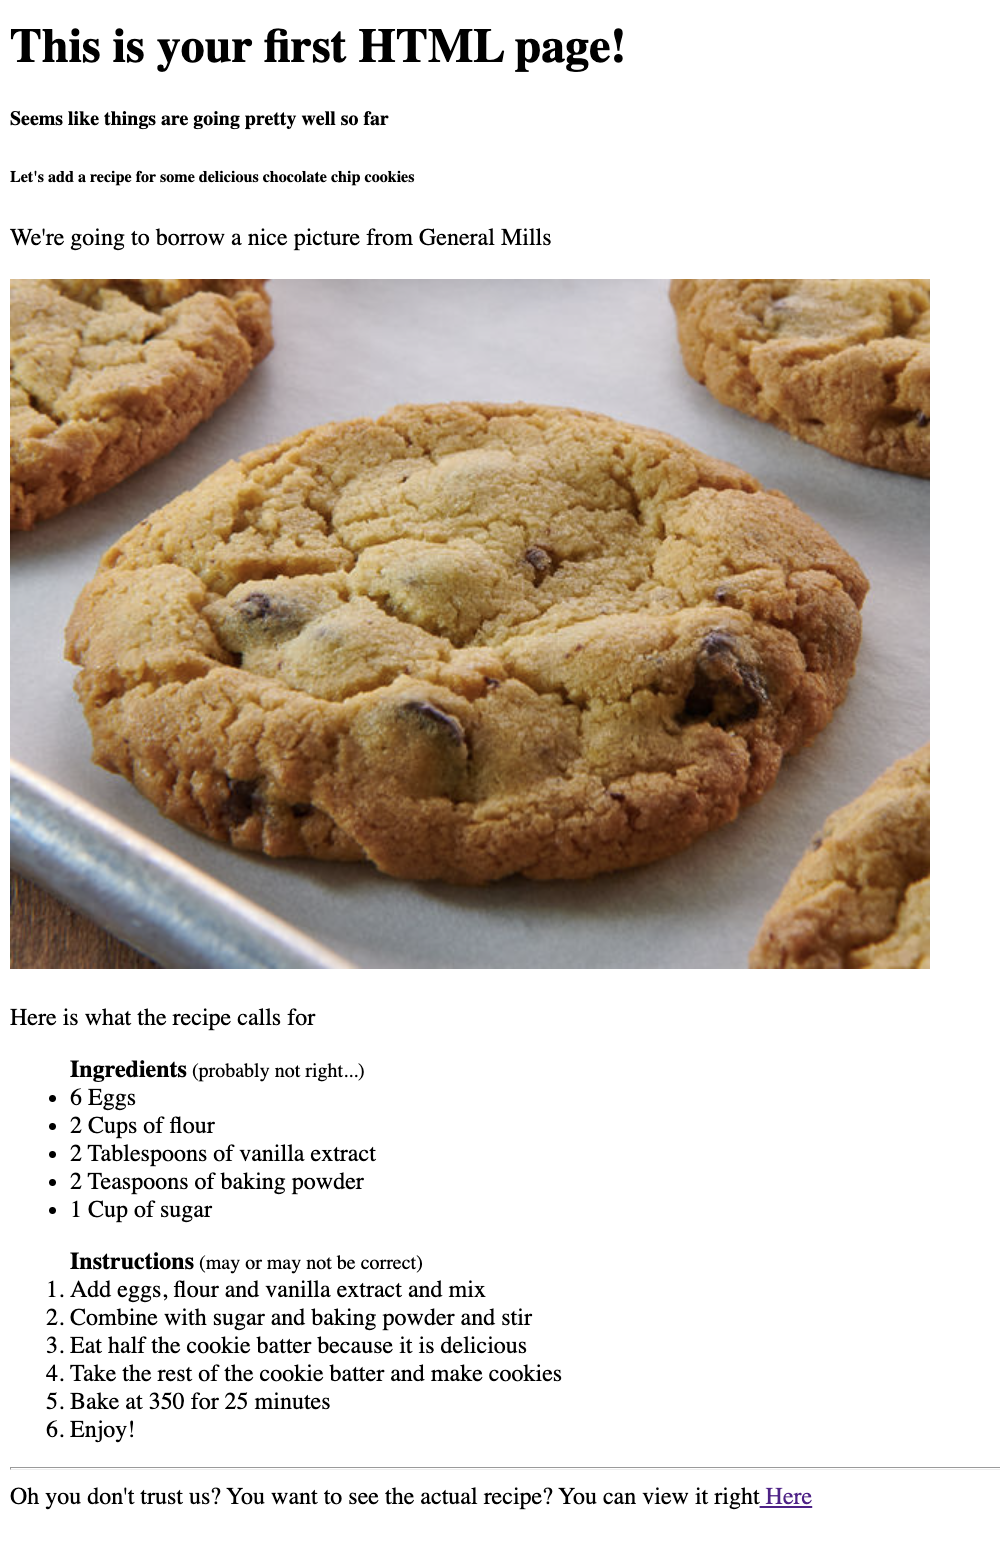 This is your first HTML page!
Seems like things are going pretty well so far
Let's add a recipe for some delicious chocolate chip cookies
We're going to borrow a nice picture from General Mills
Here is what the recipe calls for
Ingredients (probably not right...)
• 6 Eggs
• 2 Cups of flour
• 2 Tablespoons of vanilla extract
• 2 Teaspoons of baking powder
• 1 Cup of sugar
Instructions (may or may not be correct)
1. Add eggs, flour and vanilla extract and mix
2. Combine with sugar and baking powder and stir
3. Eat half the cookie batter because it is delicious
4. Take the rest of the cookie batter and make cookies
5. Bake at 350 for 25 minutes
6. Enjoy!
Oh you don't trust us? You want to see the actual recipe? You can view it right Here